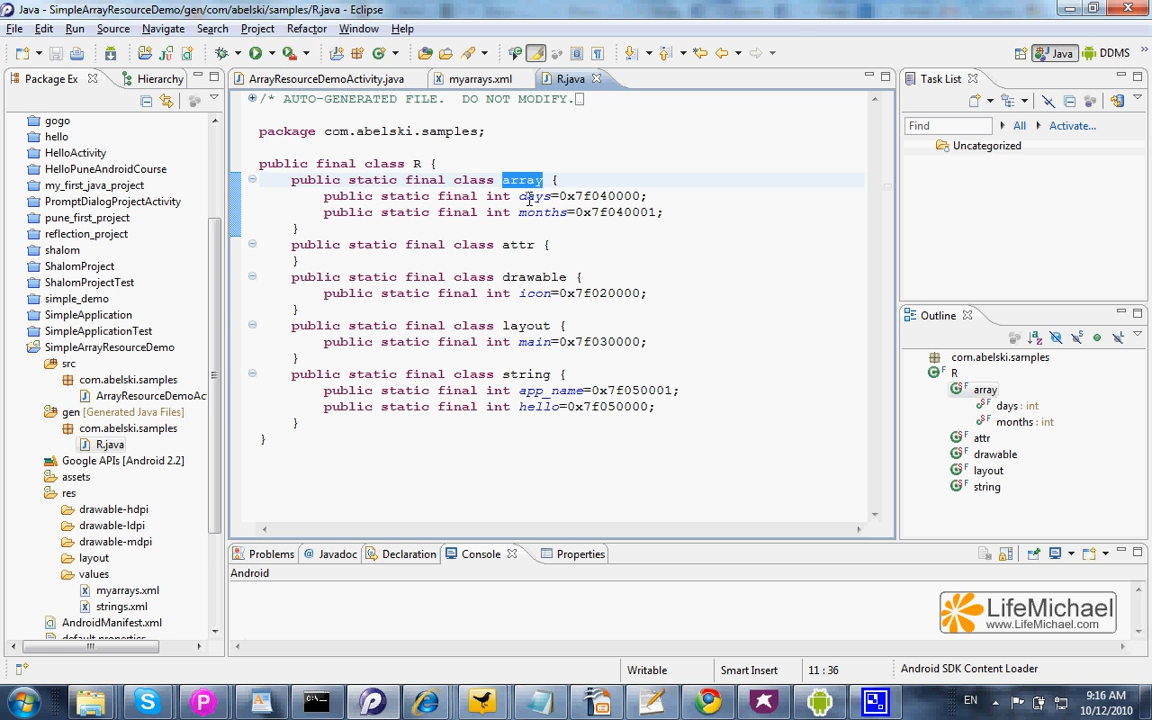 Java - SimpleArrayResourceDemo/gen/com/abelski/samples/R.java - Eclipse
File Edit Run Source Navigate Search Project Refactor Window Help
Java DDMS
Package Ex Hierarchy
gogo
hello
HelloActivity
HelloPuneAndroidCourse
my_first_java_project
PromptDialogsProjectActivity
pune_first_project
reflection_project
shalom
ShalomProject
ShalomProjectTest
simple_demo
SimpleApplication
SimpleApplicationTest
SimpleArrayResourceDemo
src
com.abelski.samples
ArrayResourceDemoAc
gen [Generated Java Files]
com.abelski.samples
R.java
Google APIs [Android 2.2]
assets
res
drawable-hdpi
drawable-ldpi
drawable-mdpi
layout
values
myarrays.xml
strings.xml
AndroidManifest.xml
default.properties
ArrayResourceDemoActivity.java myarrays.xml R.java
/* AUTO-GENERATED FILE. DO NOT MODIFY.
package com.abelski.samples;
public final class R {
public static final class array {
public static final int days=0x7f040000;
public static final int months=0x7f040001;
}
public static final class attr {
}
public static final class drawable {
public static final int icon=0x7f020000;
}
public static final class layout {
public static final int main=0x7f030000;
}
public static final class string {
public static final int app_name=0x7f050001;
public static final int hello=0x7f050000;
}
}
Task List
Find All Activate...
Uncategorized
Outline
com.abelski.samples
R
array
days : int
months : int
attr
drawable
layout
string
Problems Javadoc Declaration Console Properties
Android
LifeMichael
www.LifeMichael.com
Writable Smart Insert 11 : 36 Android SDK Content Loader
EN 9:16 AM
10/12/2010